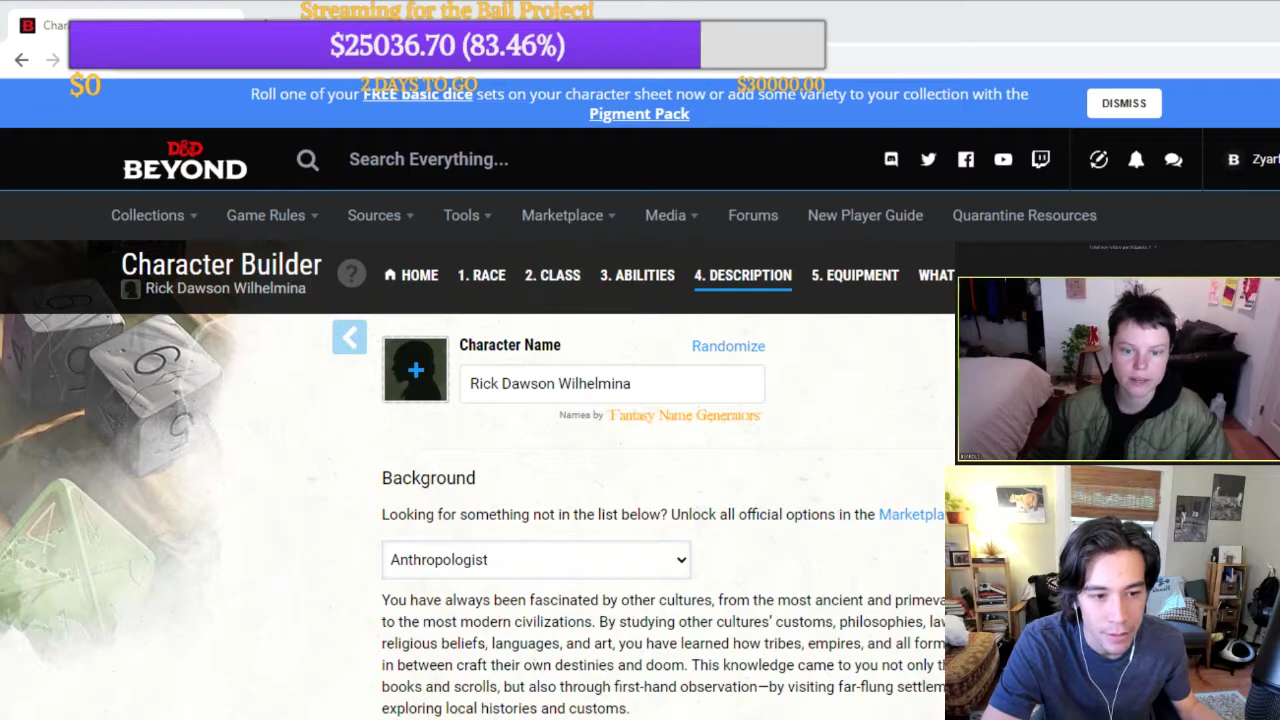 Streaming for the Bail Project!
Char
$25036.70 (83.46%)
$0
2 DAYS TO GO
$30000.00
Roll one of your FREE basic dice sets on your character sheet now or add some variety to your collection with the
Pigment Pack
DISMISS
D&D
BEYOND
Search Everything...
B Zyar
Collections
Game Rules
Sources
Tools
Marketplace
Media
Forums
New Player Guide
Quarantine Resources
Character Builder
Rick Dawson Wilhelmina
?
HOME
1. RACE
2. CLASS
3. ABILITIES
4. DESCRIPTION
5. EQUIPMENT
WHAT
Character Name
Randomize
Rick Dawson Wilhelmina
Names by Fantasy Name Generators
Background
Looking for something not in the list below? Unlock all official options in the Marketpla
Anthropologist
You have always been fascinated by other cultures, from the most ancient and primeva
to the most modern civilizations. By studying other cultures' customs, philosophies, law
religious beliefs, languages, and art, you have learned how tribes, empires, and all form
in between craft their own destinies and doom. This knowledge came to you not only t
books and scrolls, but also through first-hand observation—by visiting far-flung settlem
exploring local histories and customs.